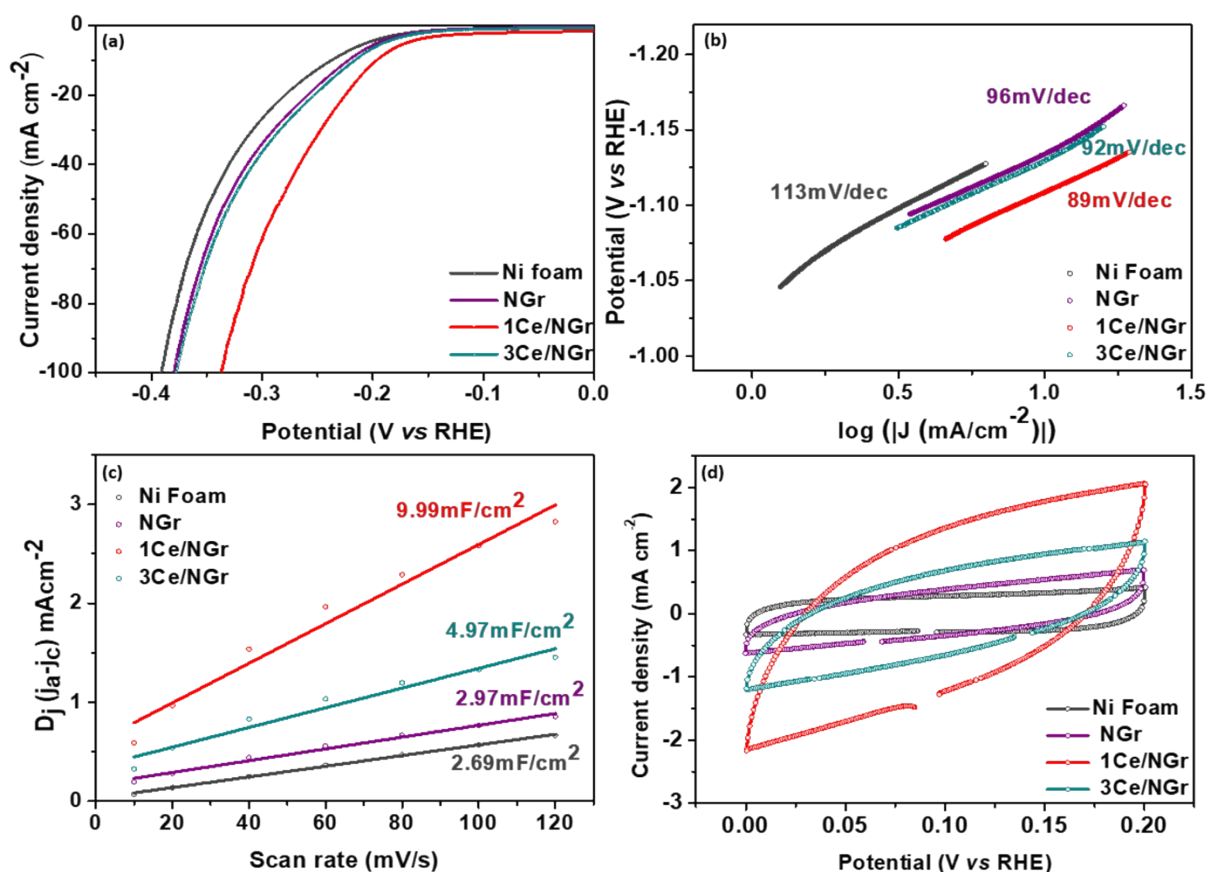 (a)
0
-20
-40
-60
-80
-100
Current density (mA cm-2)
-0.4
-0.3
-0.2
-0.1
0.0
Potential (V vs RHE)
Ni foam
NGr
1Ce/NGr
3Ce/NGr
(b)
-1.20
-1.15
-1.10
-1.05
-1.00
Potential (V vs RHE)
96mV/dec
92mV/dec
113mV/dec
89mV/dec
Ni Foam
NGr
1Ce/NGr
3Ce/NGr
0.0
0.5
1.0
1.5
log (|J (mA/cm-2)|)
(c)
3
2
1
0
Dj (ja-jc) mAcm-2
Ni Foam
NGr
1Ce/NGr
3Ce/NGr
9.99mF/cm2
4.97mF/cm2
2.97mF/cm2
2.69mF/cm2
0
20
40
60
80
100
120
Scan rate (mV/s)
(d)
2
1
0
-1
-2
-3
Current density (mA cm-2)
Ni Foam
NGr
1Ce/NGr
3Ce/NGr
0.00
0.05
0.10
0.15
0.20
Potential (V vs RHE)